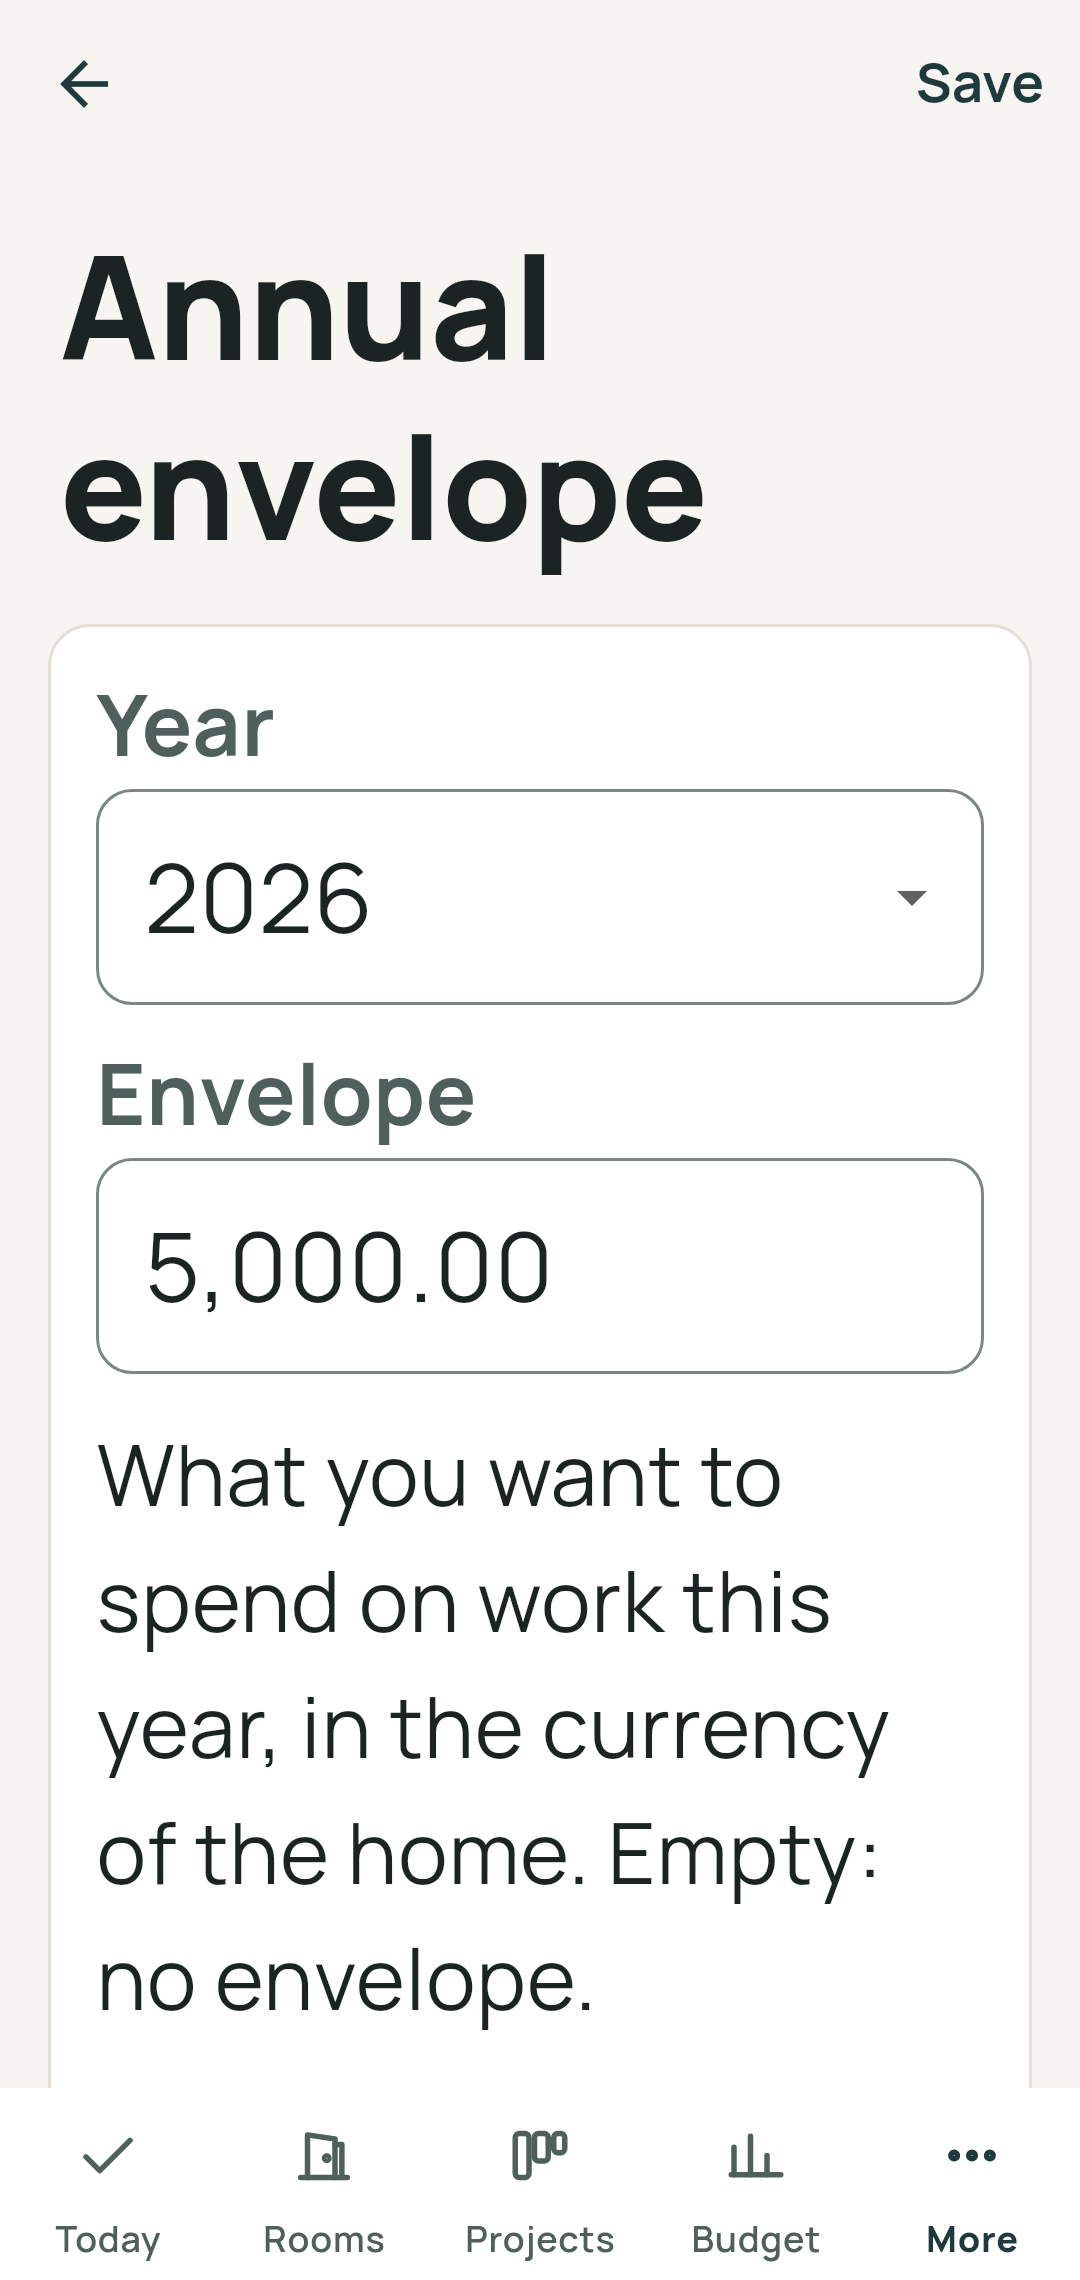 Save
Annual
envelope
Year
2026
Envelope
5,000.00
What you want to
spend on work this
year, in the currency
of the home. Empty:
no envelope.
Today
Rooms
Projects
Budget
More